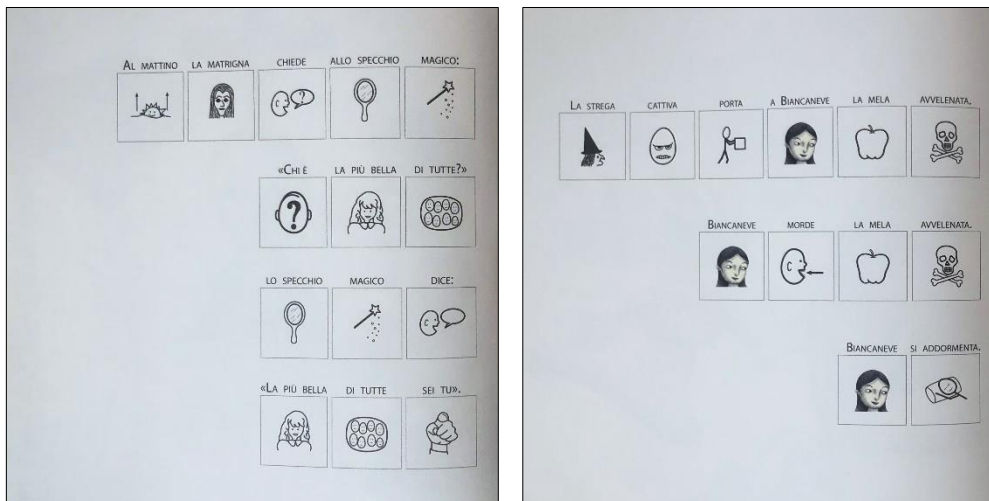 AL MATTINO LA MATRIGNA CHIEDE ALLO SPECCHIO MAGICO:
«CHI È LA PIÙ BELLA DI TUTTE?»
LO SPECCHIO MAGICO DICE:
«LA PIÙ BELLA DI TUTTE SEI TU».
LA STREGA CATTIVA PORTA A BIANCANEVE LA MELA AVVELENATA.
BIANCANEVE MORDE LA MELA AVVELENATA.
BIANCANEVE SI ADDORMENTA.